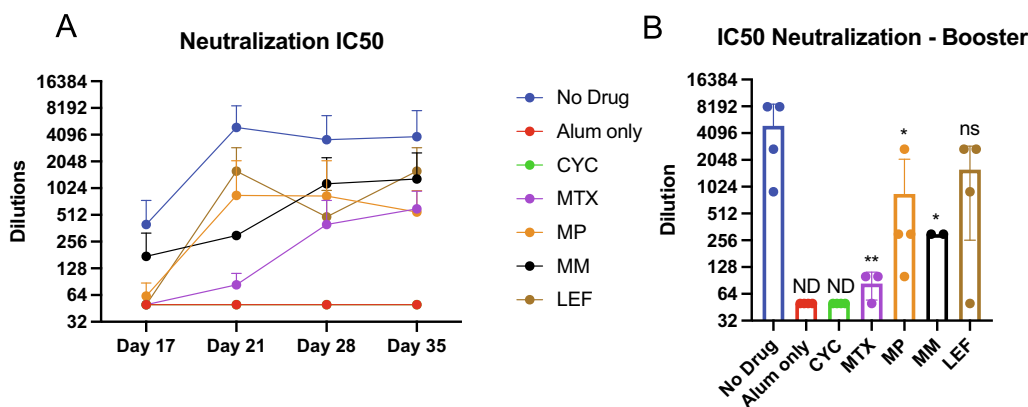 A
Neutralization IC50
Dilutions
16384
8192
4096
2048
1024
512
256
128
64
32
Day 17
Day 21
Day 28
Day 35
No Drug
Alum only
CYC
MTX
MP
MM
LEF
B
IC50 Neutralization - Booster
Dilution
16384
8192
4096
2048
1024
512
256
128
64
32
ND
ND
**
*
*
ns
No Drug
Alum only
CYC
MTX
MP
MM
LEF